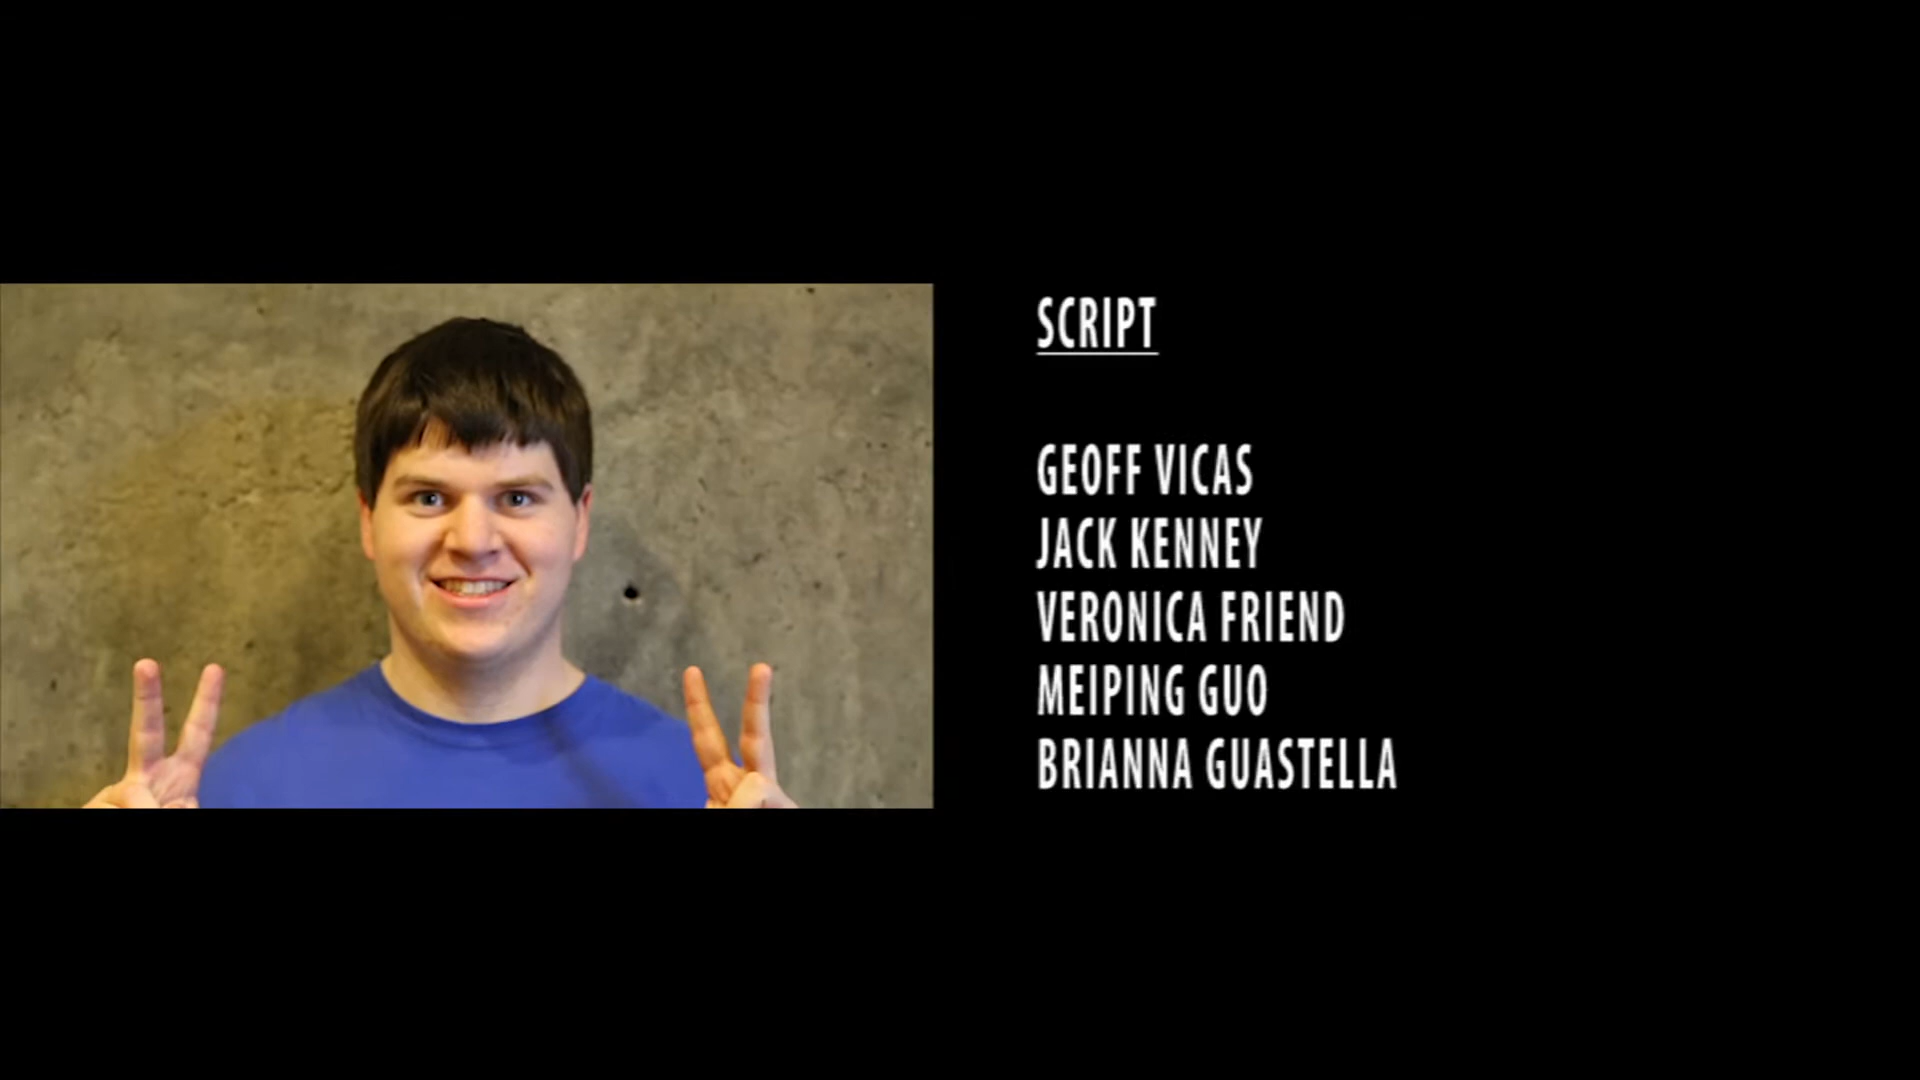 SCRIPT
GEOFF VICAS
JACK KENNEY
VERONICA FRIEND
MEIPING GUO
BRIANNA GUASTELLA